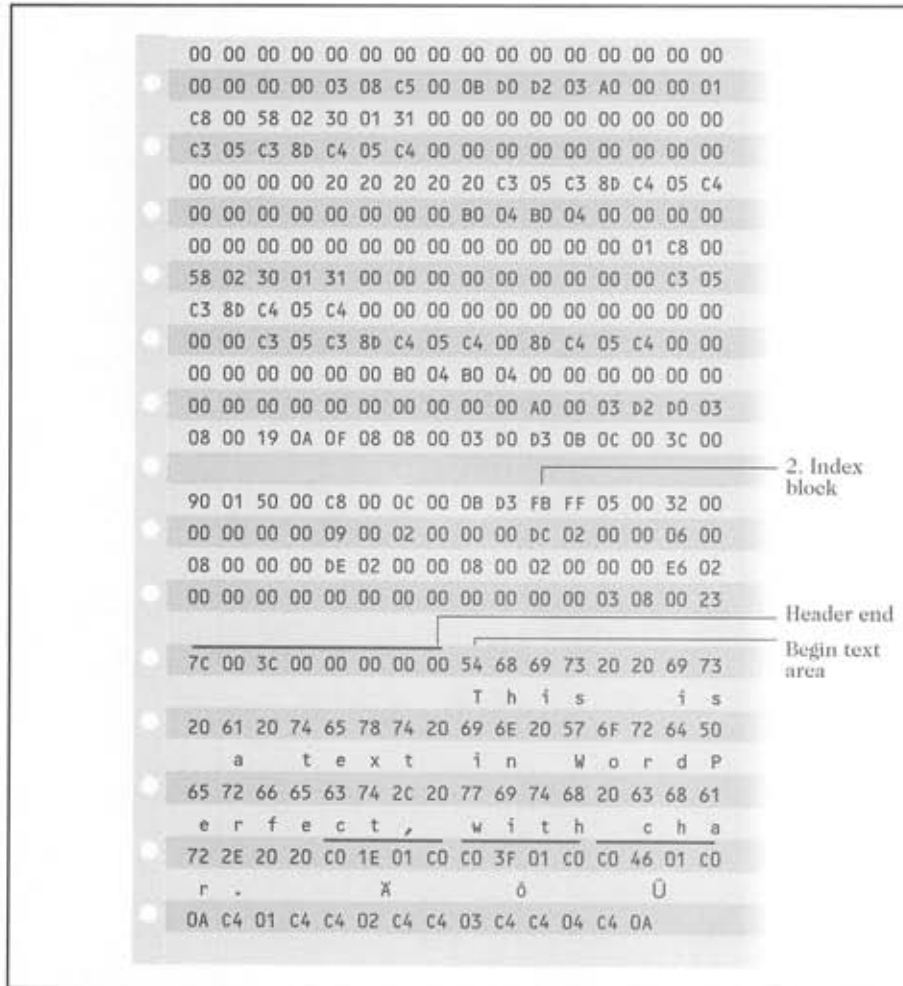 00 00 00 00 00 00 00 00 00 00 00 00 00 00 00 00
00 00 00 00 03 08 C5 00 0B D0 D2 03 A0 00 00 01
C8 00 58 02 30 01 31 00 00 00 00 00 00 00 00 00
C3 05 C3 8D C4 05 C4 00 00 00 00 00 00 00 00 00
00 00 00 00 20 20 20 20 20 C3 05 C3 8D C4 05 C4
00 00 00 00 00 00 00 00 B0 04 B0 04 00 00 00 00
00 00 00 00 00 00 00 00 00 00 00 00 00 01 C8 00
58 02 30 01 31 00 00 00 00 00 00 00 00 00 C3 05
C3 8D C4 05 C4 00 00 00 00 00 00 00 00 00 00 00
00 00 C3 05 C3 8D C4 05 C4 00 8D C4 05 C4 00 00
00 00 00 00 00 00 B0 04 B0 04 00 00 00 00 00 00
00 00 00 00 00 00 00 00 00 00 A0 00 03 D2 D0 03
08 00 19 0A 0F 08 08 00 03 D0 D3 0B 0C 00 3C 00
2. Index
block
90 01 50 00 C8 00 0C 00 0B D3 FB FF 05 00 32 00
00 00 00 00 09 00 02 00 00 00 DC 02 00 00 06 00
08 00 00 00 DE 02 00 00 08 00 02 00 00 00 E6 02
00 00 00 00 00 00 00 00 00 00 00 00 03 08 00 23
Header end
Begin text
area
7C 00 3C 00 00 00 00 00 54 68 69 73 20 20 69 73
T h i s i s
20 61 20 74 65 78 74 20 69 6E 20 57 6F 72 64 50
a t e x t i n W o r d P
65 72 66 65 63 74 2C 20 77 69 74 68 20 63 68 61
e r f e c t , w i t h c h a
72 2E 20 20 C0 1E 01 C0 C0 3F 01 C0 C0 46 01 C0
r . Ä ö Ü
0A C4 01 C4 C4 02 C4 C4 03 C4 C4 04 C4 0A